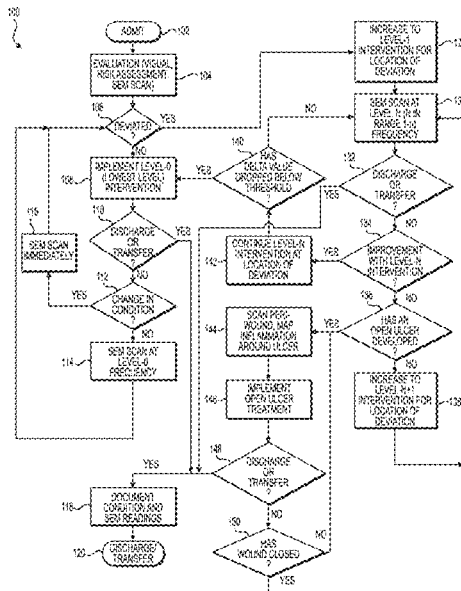 100
ADMIT
102
EVALUATION (VISUAL,
RISK ASSESSMENT,
SEM SCAN)
104
106
DEVIATED
?
YES
NO
108
IMPLEMENT LEVEL-0
(LOWEST LEVEL)
INTERVENTION
110
DISCHARGE
OR
TRANSFER
?
YES
NO
SEM SCAN
IMMEDIATELY
YES
112
CHANGE IN
CONDITION
?
NO
114
SEM SCAN AT
LEVEL-0
FREQUENCY
YES
118
DOCUMENT
CONDITION AND
SEM READINGS
120
DISCHARGE/
TRANSFER
INCREASE TO
LEVEL-1
INTERVENTION FOR
LOCATION OF
DEVIATION
SEM SCAN AT
LEVEL-N (N IN
RANGE 1-n)
FREQUENCY
NO
140
HAS
DELTA VALUE
DROPPED BELOW
THRESHOLD
?
YES
132
DISCHARGE
OR
TRANSFER
?
YES
NO
142
CONTINUE LEVEL-N
INTERVENTION AT
LOCATION OF
DEVIATION
YES
134
IMPROVEMENT
WITH LEVEL-N
INTERVENTION
?
NO
144
SCAN PERI-
WOUND, MAP
INFLAMMATION
AROUND ULCER
YES
136
HAS AN
OPEN ULCER
DEVELOPED
?
NO
138
INCREASE TO
LEVEL-N+1
INTERVENTION FOR
LOCATION OF
DEVIATION
146
IMPLEMENT
OPEN ULCER
TREATMENT
148
DISCHARGE
OR
TRANSFER
?
NO
150
HAS
WOUND CLOSED
?
NO
YES